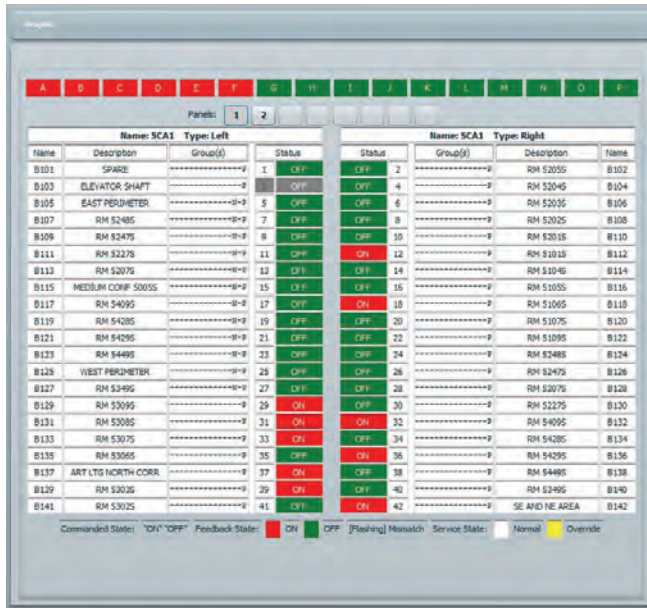 A B C D E F G H I J K L M N O P
Panels: 1 2
Name: SCA1 Type: Left Name: SCA1 Type: Right
Name Description Group(s) Status Status Group(s) Description Name
B101 SPARE 1 OFF OFF 2 RM 5205S B102
B103 ELEVATOR SHAFT OFF OFF 4 RM 5204S B104
B105 EAST PERIMETER 5 OFF OFF 6 RM 5203S B106
B107 RM 5248S 7 OFF OFF 8 RM 5202S B108
B109 RM 5247S 9 OFF OFF 10 RM 5201S B110
B111 RM 5227S 11 OFF ON 12 RM 5101S B112
B113 RM 5207S 13 OFF OFF 14 RM 5104S B114
B115 MEDIUM CONF 5005S 15 OFF OFF 16 RM 5105S B116
B117 RM 5409S 17 OFF ON 18 RM 5106S B118
B119 RM 5428S 19 OFF OFF 20 RM 5107S B120
B121 RM 5429S 21 OFF OFF 22 RM 5109S B122
B123 RM 5449S 23 OFF OFF 24 RM 5248S B124
B125 WEST PERIMETER 25 OFF OFF 26 RM 5247S B126
B127 RM 5349S 27 OFF OFF 28 RM 5207S B128
B129 RM 5309S 29 ON OFF 30 RM 5227S B130
B131 RM 5308S 31 ON ON 32 RM 5409S B132
B133 RM 5307S 33 ON OFF 34 RM 5428S B134
B135 RM 5306S 35 OFF ON 36 RM 5429S B136
B137 ART LTG NORTH CORR 37 ON OFF 38 RM 5449S B138
B139 RM 5303S 39 ON OFF 40 RM 5349S B140
B141 RM 5302S 41 OFF ON 42 SE AND NE AREA B142
Commanded State: "ON" "OFF" Feedback State: ON OFF [Flashing] Mismatch Service State: Normal Override